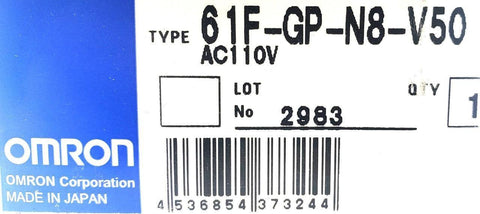 TYPE 61F-GP-N8-V50
AC110V
LOT QTY
No 2983 1
OMRON
OMRON Corporation
MADE IN JAPAN
4 536854 373244